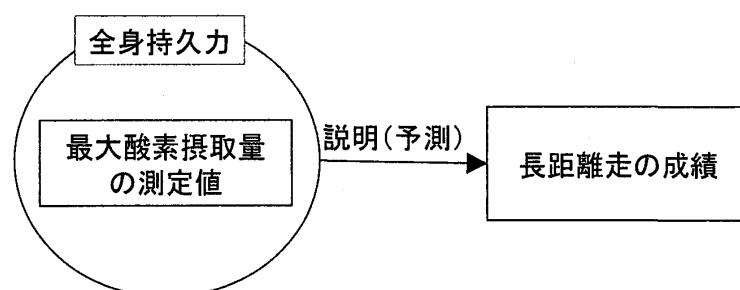 全身持久力
最大酸素摂取量
の測定値
説明(予測)
長距離走の成績